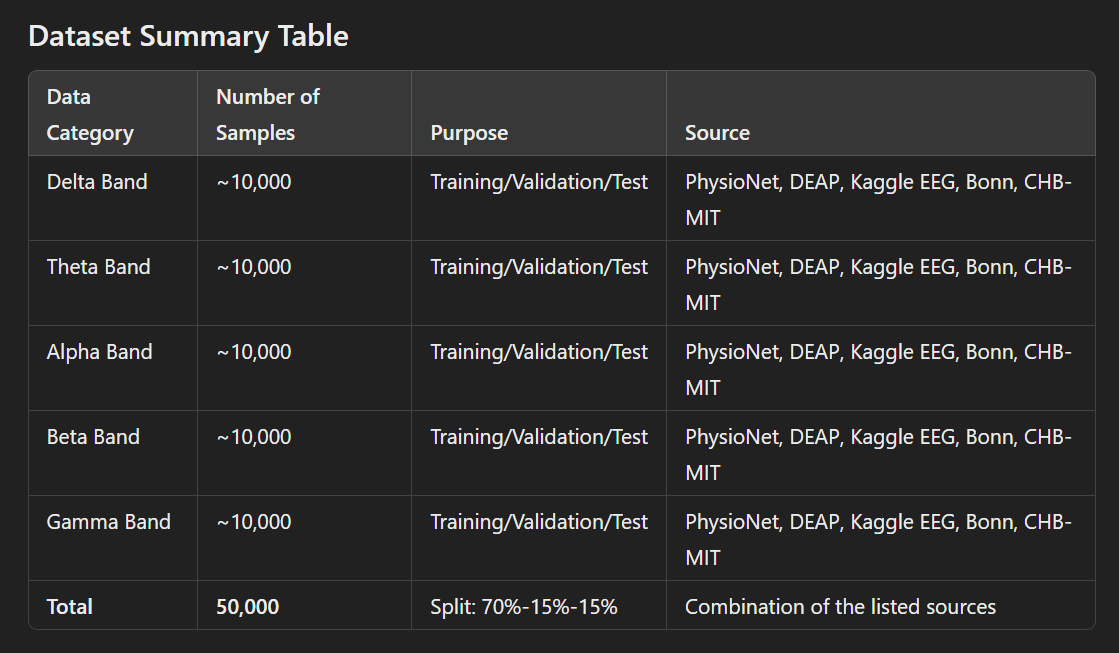 Dataset Summary Table
Data
Category
Number of
Samples
Purpose
Source
Delta Band
~10,000
Training/Validation/Test
PhysioNet, DEAP, Kaggle EEG, Bonn, CHB-
MIT
Theta Band
~10,000
Training/Validation/Test
PhysioNet, DEAP, Kaggle EEG, Bonn, CHB-
MIT
Alpha Band
~10,000
Training/Validation/Test
PhysioNet, DEAP, Kaggle EEG, Bonn, CHB-
MIT
Beta Band
~10,000
Training/Validation/Test
PhysioNet, DEAP, Kaggle EEG, Bonn, CHB-
MIT
Gamma Band
~10,000
Training/Validation/Test
PhysioNet, DEAP, Kaggle EEG, Bonn, CHB-
MIT
Total
50,000
Split: 70%-15%-15%
Combination of the listed sources